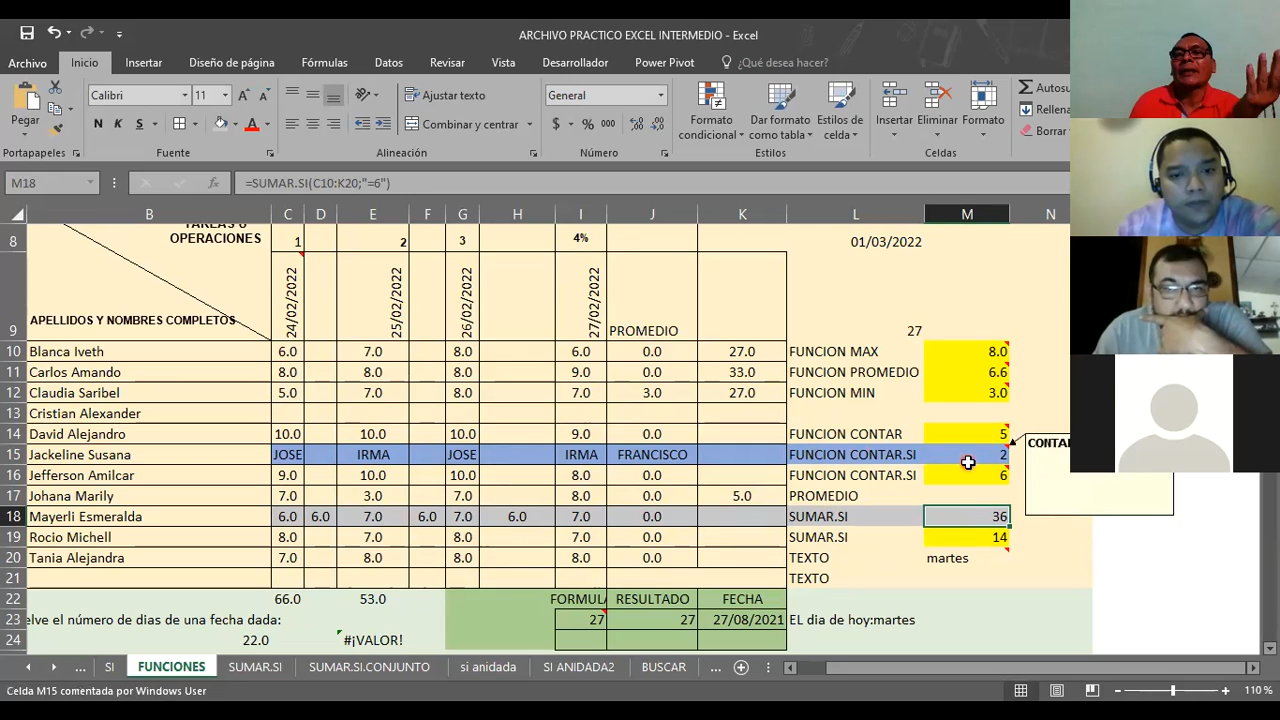 ARCHIVO PRACTICO EXCEL INTERMEDIO - Excel
Archivo Inicio Insertar Diseño de página Fórmulas Datos Revisar Vista Desarrollador Power Pivot ¿Qué desea hacer?
Calibri 11 Ajustar texto General Autosu
Pegar N K S Combinar y centrar $ % 000 Formato condicional Dar formato como tabla Estilos de celda Insertar Eliminar Formato Rellena
Borrar
Portapapeles Fuente Alineación Número Estilos Celdas
M18 fx =SUMAR.SI(C10:K20;"=6")
B C D E F G H I J K L M N
TAREAS U
8 OPERACIONES 1 2 3 4% 01/03/2022
9 APELLIDOS Y NOMBRES COMPLETOS 24/02/2022 25/02/2022 26/02/2022 27/02/2022 PROMEDIO 27
10 Blanca Iveth 6.0 7.0 8.0 6.0 0.0 27.0 FUNCION MAX 8.0
11 Carlos Amando 8.0 8.0 8.0 9.0 0.0 33.0 FUNCION PROMEDIO 6.6
12 Claudia Saribel 5.0 7.0 8.0 7.0 3.0 27.0 FUNCION MIN 3.0
13 Cristian Alexander
14 David Alejandro 10.0 10.0 10.0 9.0 0.0 FUNCION CONTAR 5 CONTA
15 Jackeline Susana JOSE IRMA JOSE IRMA FRANCISCO FUNCION CONTAR.SI 2
16 Jefferson Amilcar 9.0 10.0 10.0 8.0 0.0 FUNCION CONTAR.SI 6
17 Johana Marily 7.0 3.0 7.0 8.0 0.0 5.0 PROMEDIO
18 Mayerli Esmeralda 6.0 6.0 7.0 6.0 7.0 6.0 7.0 0.0 SUMAR.SI 36
19 Rocio Michell 8.0 7.0 8.0 7.0 0.0 SUMAR.SI 14
20 Tania Alejandra 7.0 8.0 8.0 8.0 0.0 TEXTO martes
21 TEXTO
22 66.0 53.0 FORMULA RESULTADO FECHA
23 elve el número de dias de una fecha dada: 27 27 27/08/2021 EL dia de hoy:martes
24 22.0 #¡VALOR!
... SI FUNCIONES SUMAR.SI SUMAR.SI.CONJUNTO si anidada SI ANIDADA2 BUSCAR ...
Celda M15 comentada por Windows User 110 %